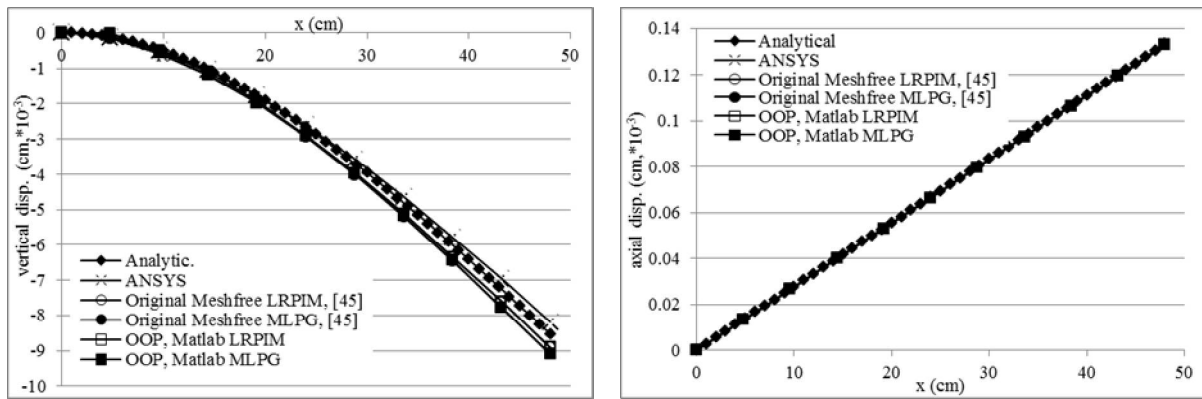 x (cm)
0
0 10 20 30 40 50
-1
-2
-3
-4
-5
-6
-7
-8
-9
-10
vertical disp. (cm,*10-3)
Analytic.
ANSYS
Original Meshfree LRPIM, [45]
Original Meshfree MLPG, [45]
OOP, Matlab LRPIM
OOP, Matlab MLPG
0.14
0.12
0.10
0.08
0.06
0.04
0.02
0
axial disp. (cm,*10-3)
Analytical
ANSYS
Original Meshfree LRPIM, [45]
Original Meshfree MLPG, [45]
OOP, Matlab LRPIM
OOP, Matlab MLPG
0 10 20 30 40 50
x (cm)